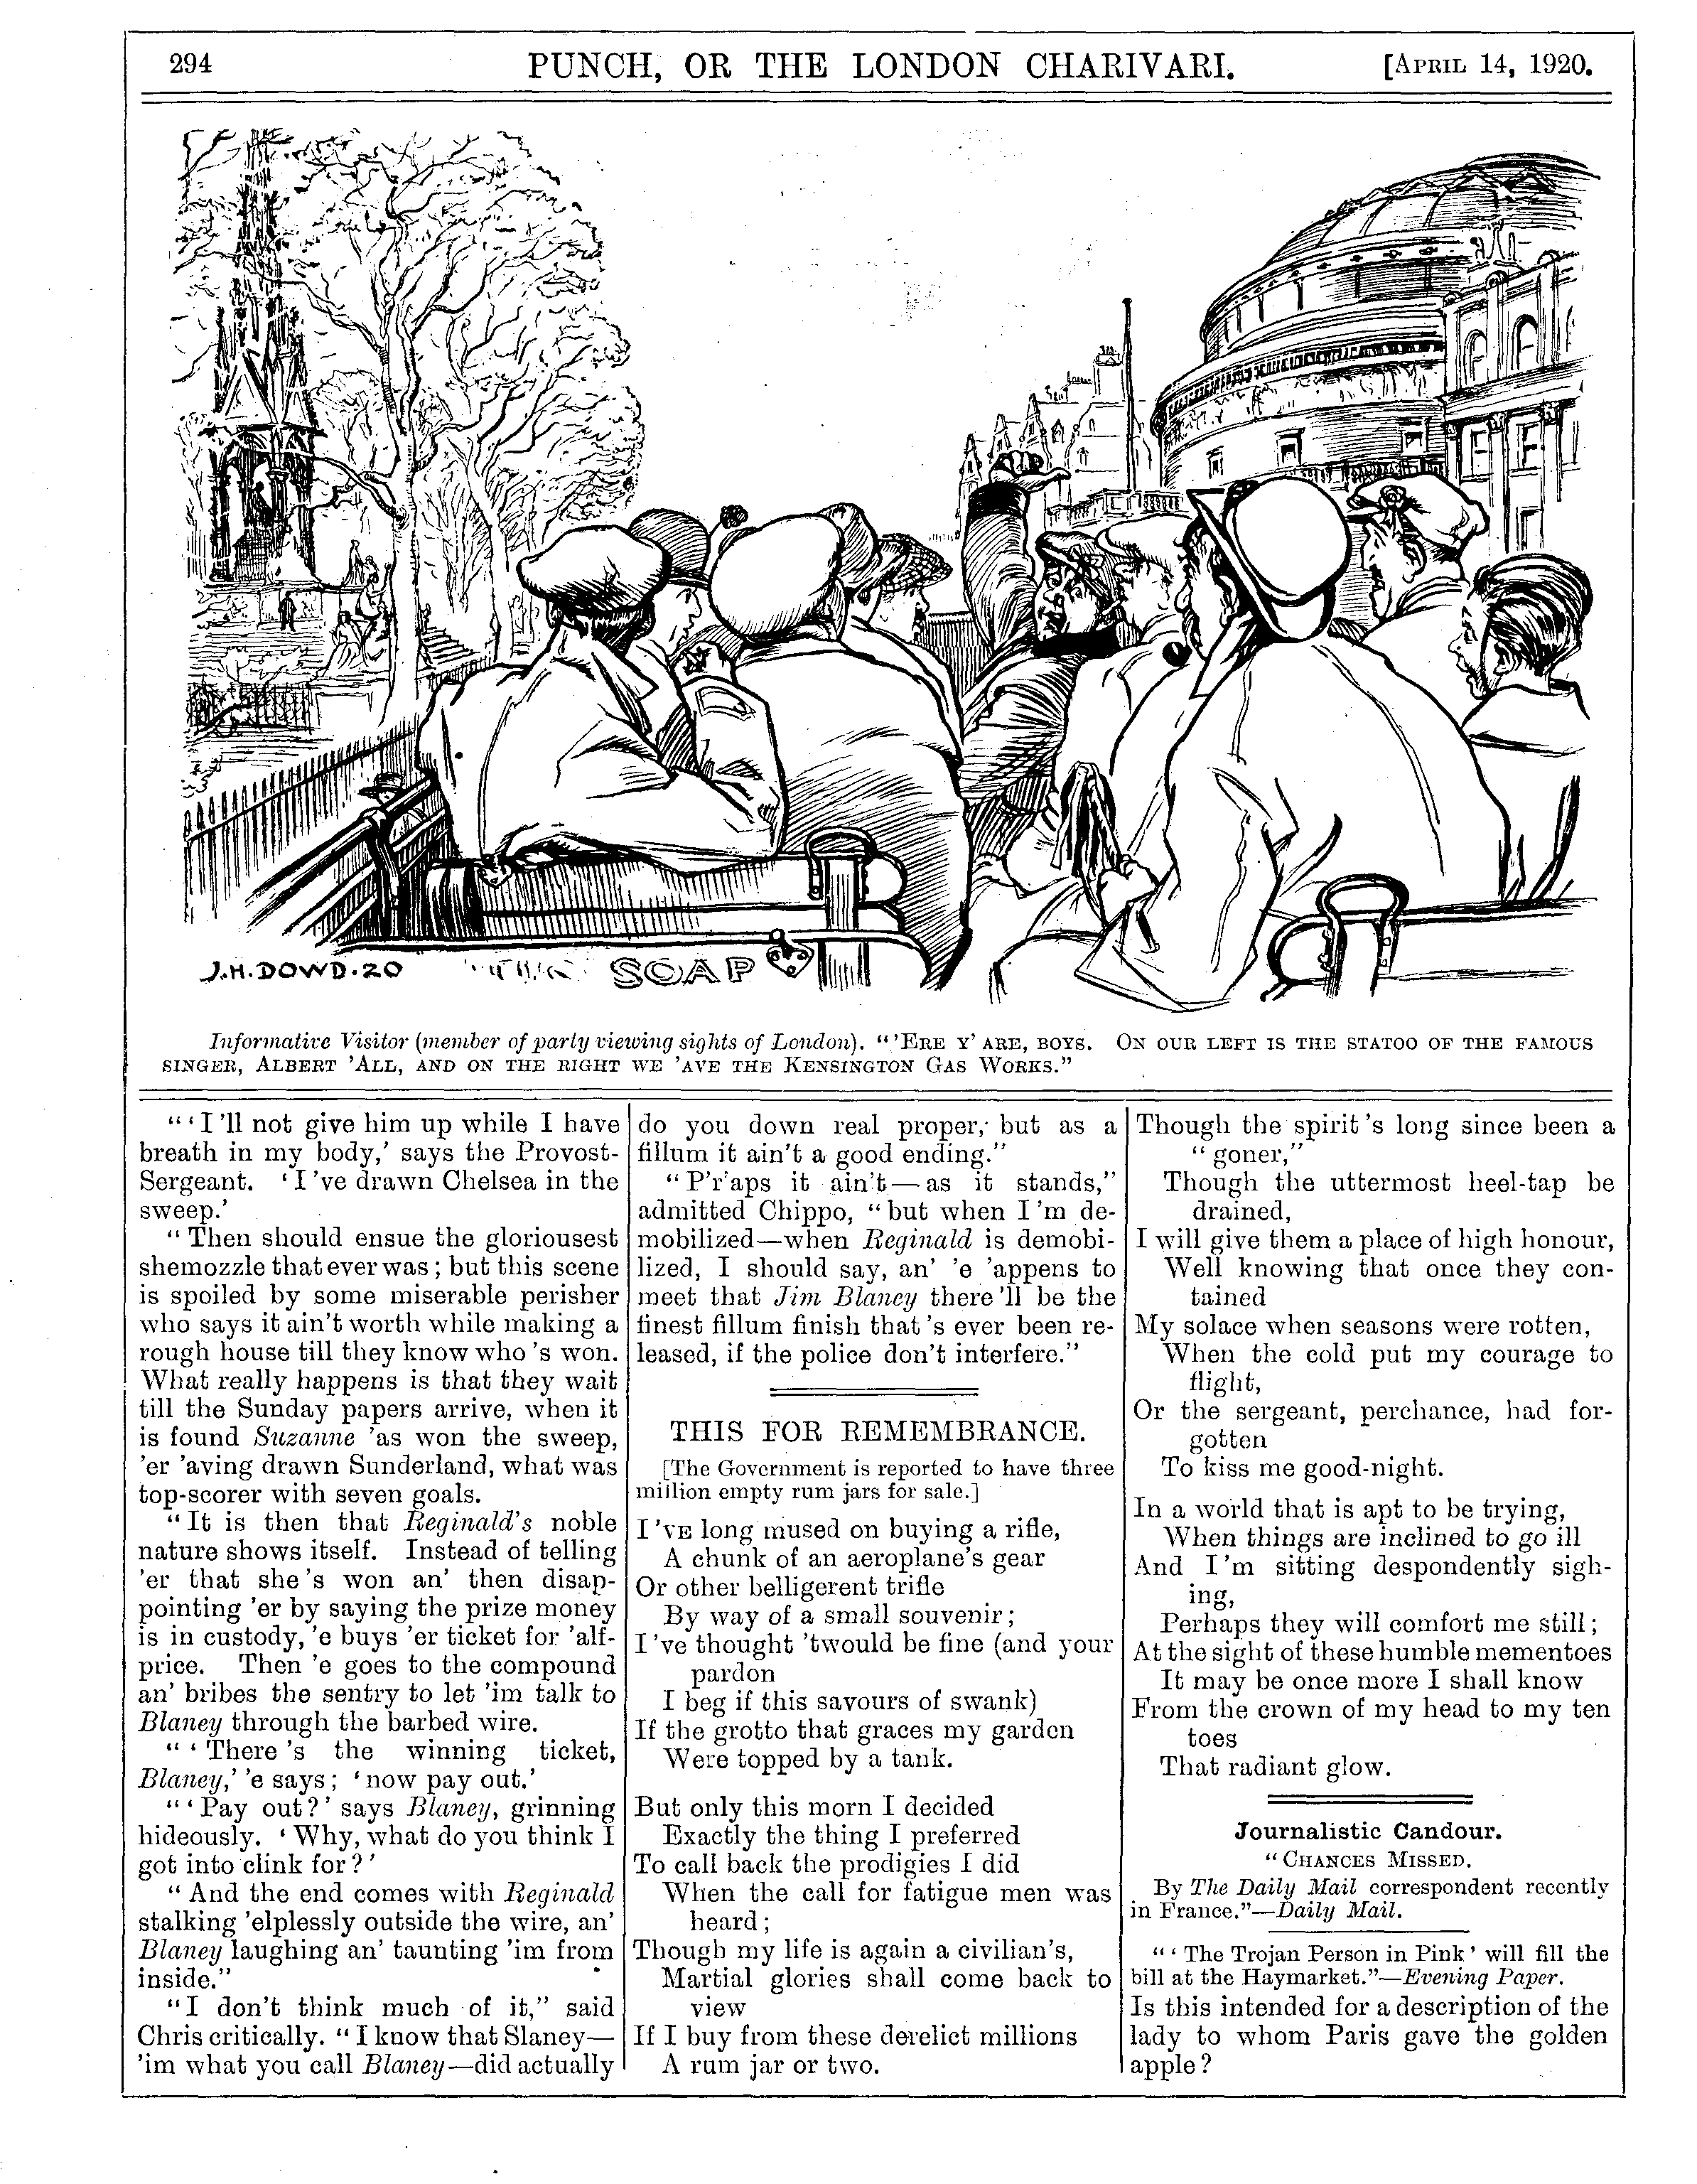 294
PUNCH, OR THE LONDON CHARIVARI.
[APRIL 14, 1920.
J.H.DOWD.20
SOAP
Informative Visitor (member of party viewing sights of London). "'ERE Y' ARE, BOYS. ON OUR LEFT IS THE STATOO OF THE FAMOUS
SINGER, ALBERT 'ALL, AND ON THE RIGHT WE 'AVE THE KENSINGTON GAS WORKS."
"'I'll not give him up while I have
breath in my body,' says the Provost-
Sergeant. 'I've drawn Chelsea in the
sweep.'
"Then should ensue the gloriousest
shemozzle that ever was; but this scene
is spoiled by some miserable perisher
who says it ain't worth while making a
rough house till they know who's won.
What really happens is that they wait
till the Sunday papers arrive, when it
is found Suzanne 'as won the sweep,
'er 'aving drawn Sunderland, what was
top-scorer with seven goals.
"It is then that Reginald's noble
nature shows itself. Instead of telling
'er that she's won an' then disap-
pointing 'er by saying the prize money
is in custody, 'e buys 'er ticket for 'alf-
price. Then 'e goes to the compound
an' bribes the sentry to let 'im talk to
Blaney through the barbed wire.
"'There's the winning ticket,
Blaney,' 'e says; 'now pay out.'
"'Pay out?' says Blaney, grinning
hideously. 'Why, what do you think I
got into clink for?'
"And the end comes with Reginald
stalking 'elplessly outside the wire, an'
Blaney laughing an' taunting 'im from
inside."
"I don't think much of it," said
Chris critically. "I know that Slaney—
'im what you call Blaney—did actually
do you down real proper, but as a
fillum it ain't a good ending."
"P'r'aps it ain't—as it stands,"
admitted Chippo, "but when I'm de-
mobilized—when Reginald is demobi-
lized, I should say, an' 'e 'appens to
meet that Jim Blaney there'll be the
finest fillum finish that's ever been re-
leased, if the police don't interfere."
THIS FOR REMEMBRANCE.
[The Government is reported to have three
million empty rum jars for sale.]
I'VE long mused on buying a rifle,
A chunk of an aeroplane's gear
Or other belligerent trifle
By way of a small souvenir;
I've thought 'twould be fine (and your
pardon
I beg if this savours of swank)
If the grotto that graces my garden
Were topped by a tank.
But only this morn I decided
Exactly the thing I preferred
To call back the prodigies I did
When the call for fatigue men was
heard;
Though my life is again a civilian's,
Martial glories shall come back to
view
If I buy from these derelict millions
A rum jar or two.
Though the spirit's long since been a
"goner,"
Though the uttermost heel-tap be
drained,
I will give them a place of high honour,
Well knowing that once they con-
tained
My solace when seasons were rotten,
When the cold put my courage to
flight,
Or the sergeant, perchance, had for-
gotten
To kiss me good-night.
In a world that is apt to be trying,
When things are inclined to go ill
And I'm sitting despondently sigh-
ing,
Perhaps they will comfort me still;
At the sight of these humble mementoes
It may be once more I shall know
From the crown of my head to my ten
toes
That radiant glow.
Journalistic Candour.
"CHANCES MISSED.
By The Daily Mail correspondent recently
in France."—Daily Mail.
"'The Trojan Person in Pink' will fill the
bill at the Haymarket."—Evening Paper.
Is this intended for a description of the
lady to whom Paris gave the golden
apple?